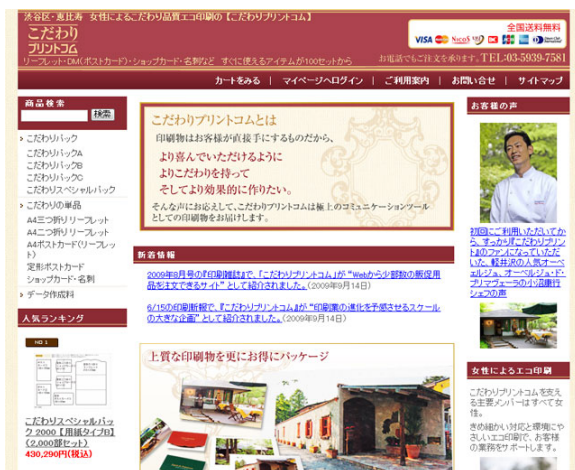 渋谷区・恵比寿 女性によるこだわり品質エコ印刷の【こだわりプリントコム】
こだわり
プリントコム
リーフレット・DM(ポストカード)・ショップカード・名刺など すぐに使えるアイテムが100セットから
全国送料無料
VISA
NICOS
お電話でもご注文を承ります。TEL:03-5939-7581
カートをみる | マイページへログイン | ご利用案内 | お問い合せ | サイトマップ
商品検索
検索
こだわりパック
こだわりパックA
こだわりパックB
こだわりパックC
こだわりスペシャルパック
こだわりの単品
A4三つ折りリーフレット
A4二つ折りリーフレット
A4ポストカード(リーフレッ
ト)
定形ポストカード
ショップカード・名刺
データ作成料
人気ランキング
NO 1
こだわりスペシャルパッ
ク 2000 【用紙タイプB】
(2,000部セット)
430,290円(税込)
こだわりプリントコムとは
印刷物はお客様が直接手にするものだから、
より喜んでいただけるように
よりこだわりを持って
そしてより効果的に作りたい。
そんな声にお応えして、こだわりプリントコムは極上のコミュニケーションツール
としての印刷物をお届けします。
新着情報
2009年8月号の『印刷雑誌』で、「こだわりプリントコム」が“Webから少部数の販促用
品を注文できるサイト”として紹介されました。(2009年9月14日)
6/15の印刷新報で、『こだわりプリントコム』が“印刷業の進化を予感させるスケール
の大きな企画”として紹介されました。(2009年9月14日)
上質な印刷物を更にお得にパッケージ
お客様の声
初回にご利用いただいてか
ら、すっかり『こだわりプリン
ト』のファンになっていただ
いた、軽井沢の人気オーベ
ルジュ、オーベルジュ・ド・
プリマヴェーラの小沼康行
シェフの声
女性によるエコ印刷
こだわりプリントコムを支え
る主要メンバーはすべて女
性。
きめ細かい対応と環境にや
さしいエコ印刷で、お客様
の業務をサポートします。